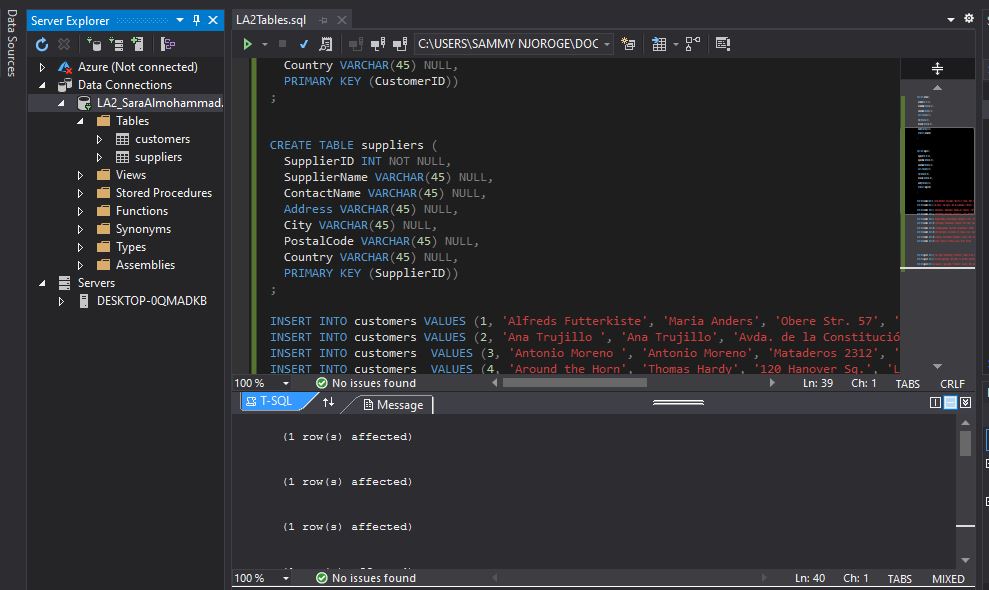 Data Sources
Server Explorer
Azure (Not connected)
Data Connections
LA2_SaraAlmohammad.
Tables
customers
suppliers
Views
Stored Procedures
Functions
Synonyms
Types
Assemblies
Servers
DESKTOP-0QMADKB
LA2Tables.sql
C:\USERS\SAMMY NJOROGE\DOC
Country VARCHAR(45) NULL,
PRIMARY KEY (CustomerID))
;
CREATE TABLE suppliers (
SupplierID INT NOT NULL,
SupplierName VARCHAR(45) NULL,
ContactName VARCHAR(45) NULL,
Address VARCHAR(45) NULL,
City VARCHAR(45) NULL,
PostalCode VARCHAR(45) NULL,
Country VARCHAR(45) NULL,
PRIMARY KEY (SupplierID))
;
INSERT INTO customers VALUES (1, 'Alfreds Futterkiste', 'Maria Anders', 'Obere Str. 57', '
INSERT INTO customers VALUES (2, 'Ana Trujillo ', 'Ana Trujillo', 'Avda. de la Constitució
INSERT INTO customers  VALUES (3, 'Antonio Moreno ', 'Antonio Moreno', 'Mataderos 2312', '
INSERT INTO customers  VALUES (4, 'Around the Horn', 'Thomas Hardy', '120 Hanover Sq.', 'L
100 % No issues found Ln: 39 Ch: 1 TABS CRLF
T-SQL Message
(1 row(s) affected)
(1 row(s) affected)
(1 row(s) affected)
100 % No issues found Ln: 40 Ch: 1 TABS MIXED